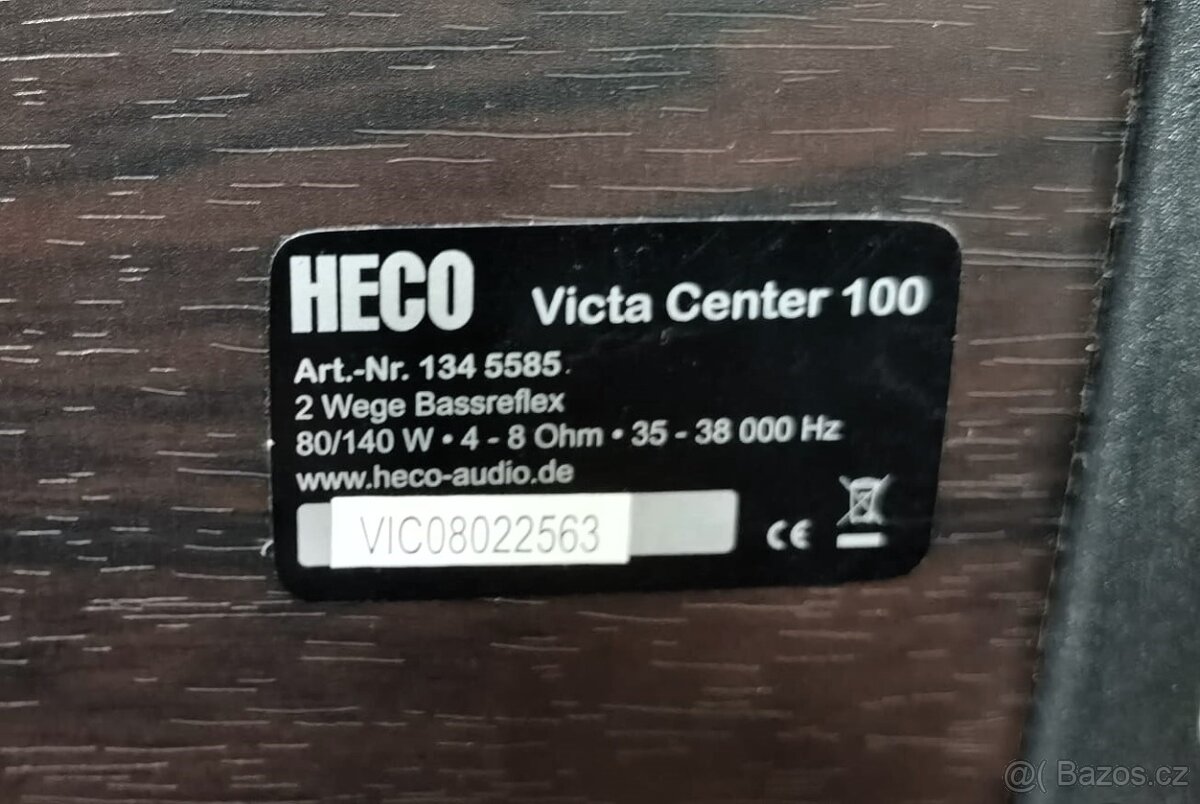 HECO Victa Center 100
Art.-Nr. 134 5585
2 Wege Bassreflex
80/140 W • 4 - 8 Ohm • 35 - 38 000 Hz
www.heco-audio.de
VIC08022563 CE
@( Bazos.cz